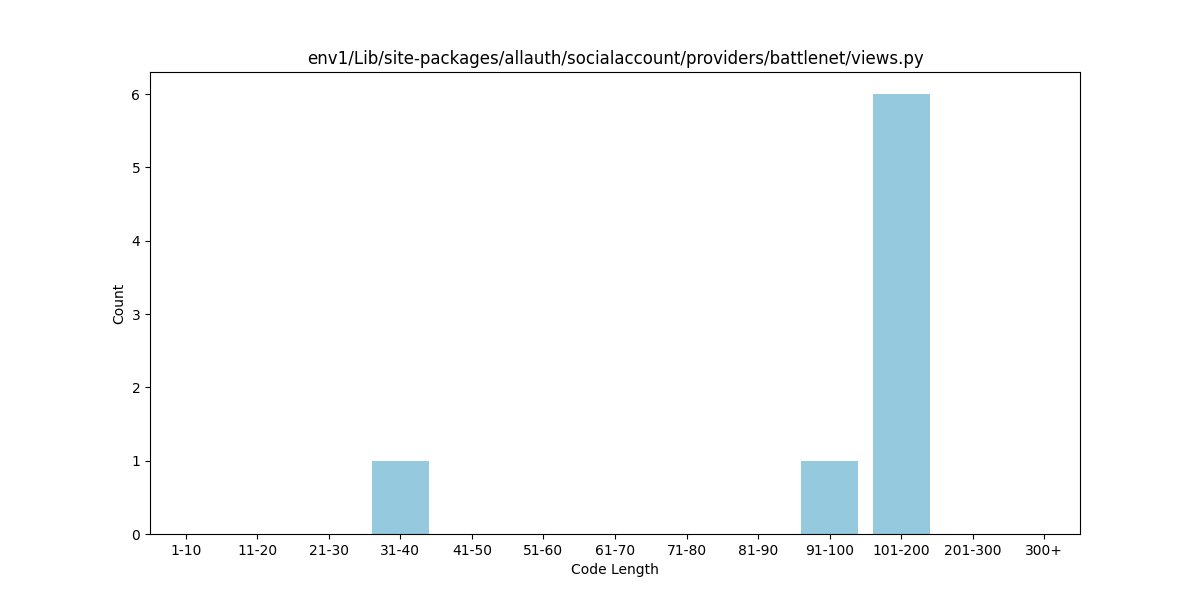 env1/Lib/site-packages/allauth/socialaccount/providers/battlenet/views.py
6
5
4
3
2
1
0
Count
1-10 11-20 21-30 31-40 41-50 51-60 61-70 71-80 81-90 91-100 101-200 201-300 300+
Code Length